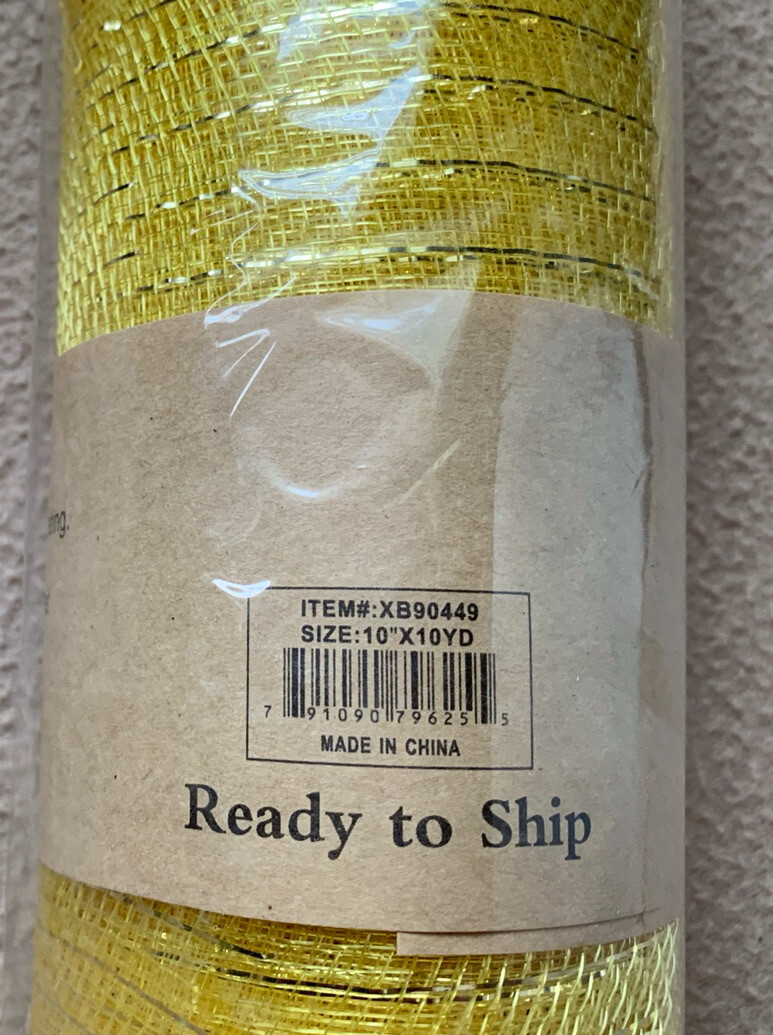 ITEM#:XB90449
SIZE:10"X10YD
7 91090 79625 5
MADE IN CHINA
Ready to Ship